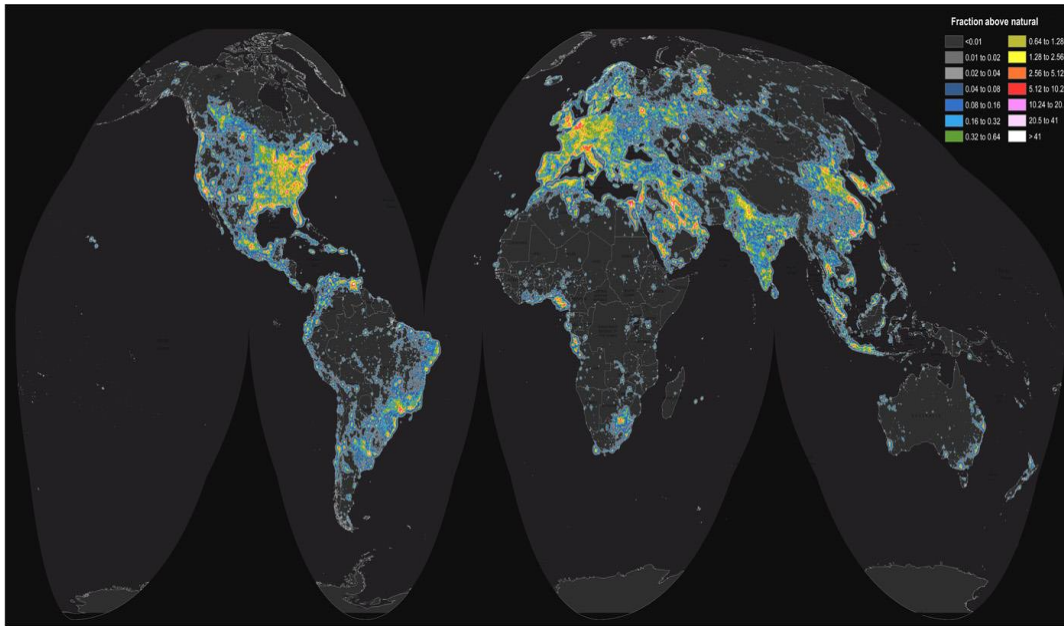 Fraction above natural
<0.01
0.01 to 0.02
0.02 to 0.04
0.04 to 0.08
0.08 to 0.16
0.16 to 0.32
0.32 to 0.64
0.64 to 1.28
1.28 to 2.56
2.56 to 5.12
5.12 to 10.2
10.24 to 20.
20.5 to 41
> 41